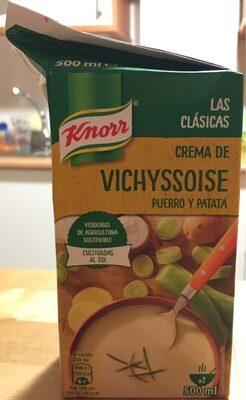 500 ml
Knorr
LAS
CLÁSICAS
CREMA DE
VICHYSSOISE
PUERRO Y PATATA
VERDURAS
DE AGRICULTURA
SOSTENIBLE
CULTIVADAS
AL SOL
x2
500 ml